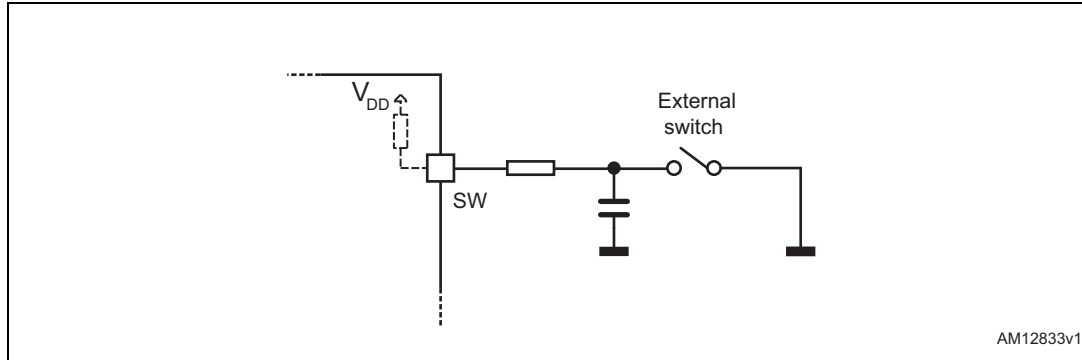 V_DD
External
switch
SW
AM12833v1